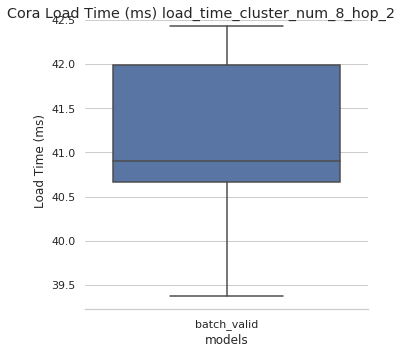 Cora Load Time (ms) load_time_cluster_num_8_hop_2
42.5
42.0
41.5
41.0
40.5
40.0
39.5
Load Time (ms)
batch_valid
models